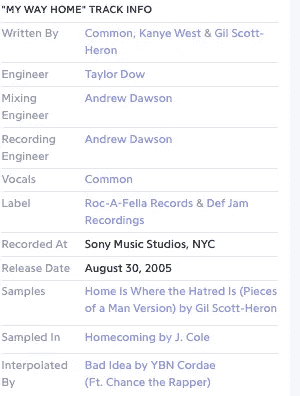 "MY WAY HOME" TRACK INFO
Written By Common, Kanye West & Gil Scott-
Heron
Engineer Taylor Dow
Mixing Andrew Dawson
Engineer
Recording Andrew Dawson
Engineer
Vocals Common
Label Roc-A-Fella Records & Def Jam
Recordings
Recorded At Sony Music Studios, NYC
Release Date August 30, 2005
Samples Home Is Where the Hatred Is (Pieces
of a Man Version) by Gil Scott-Heron
Sampled In Homecoming by J. Cole
Interpolated Bad Idea by YBN Cordae
By (Ft. Chance the Rapper)